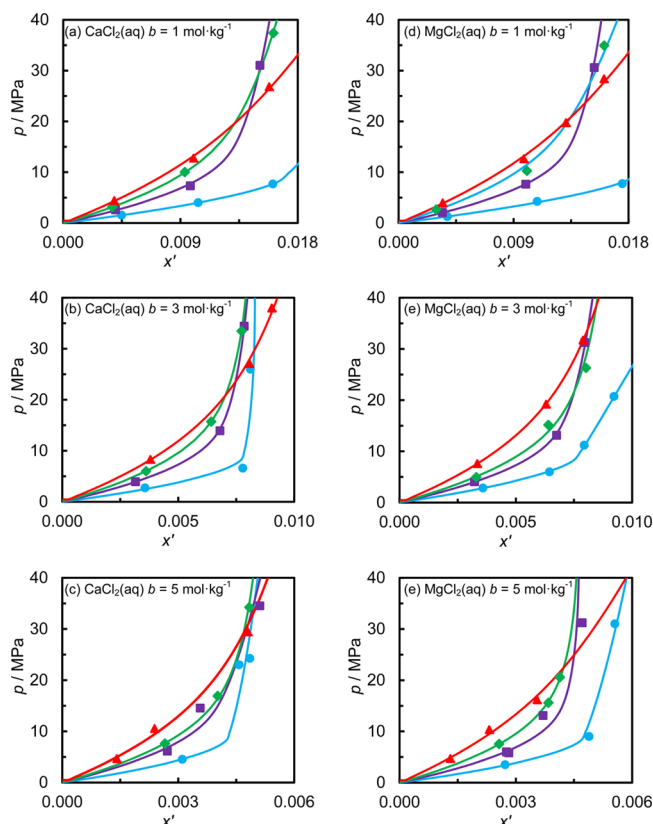 (a) CaCl₂(aq) b = 1 mol·kg⁻¹
40
30
20
10
0
p / MPa
0.000 0.009 0.018
x'
(d) MgCl₂(aq) b = 1 mol·kg⁻¹
40
30
20
10
0
p / MPa
0.000 0.009 0.018
x'
(b) CaCl₂(aq) b = 3 mol·kg⁻¹
40
30
20
10
0
p / MPa
0.000 0.005 0.010
x'
(e) MgCl₂(aq) b = 3 mol·kg⁻¹
40
30
20
10
0
p / MPa
0.000 0.005 0.010
x'
(c) CaCl₂(aq) b = 5 mol·kg⁻¹
40
30
20
10
0
p / MPa
0.000 0.003 0.006
x'
(e) MgCl₂(aq) b = 5 mol·kg⁻¹
40
30
20
10
0
p / MPa
0.000 0.003 0.006
x'